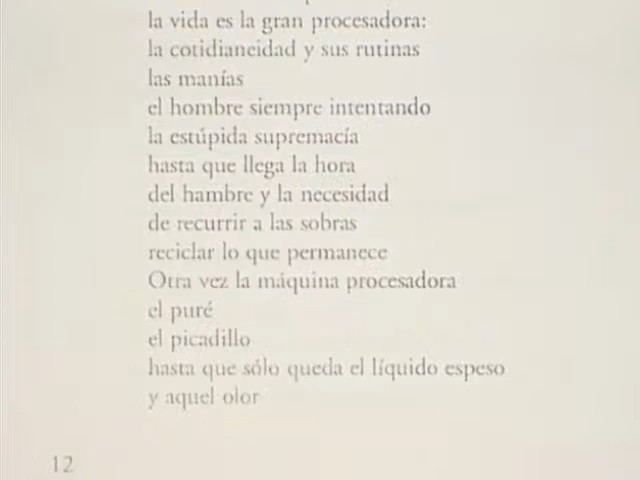 la vida es la gran procesadora:
la cotidianeidad y sus rutinas
las manías
el hombre siempre intentando
la estúpida supremacía
hasta que llega la hora
del hambre y la necesidad
de recurrir a las sobras
reciclar lo que permanece
Otra vez la máquina procesadora
el puré
el picadillo
hasta que sólo queda el líquido espeso
y aquel olor
12